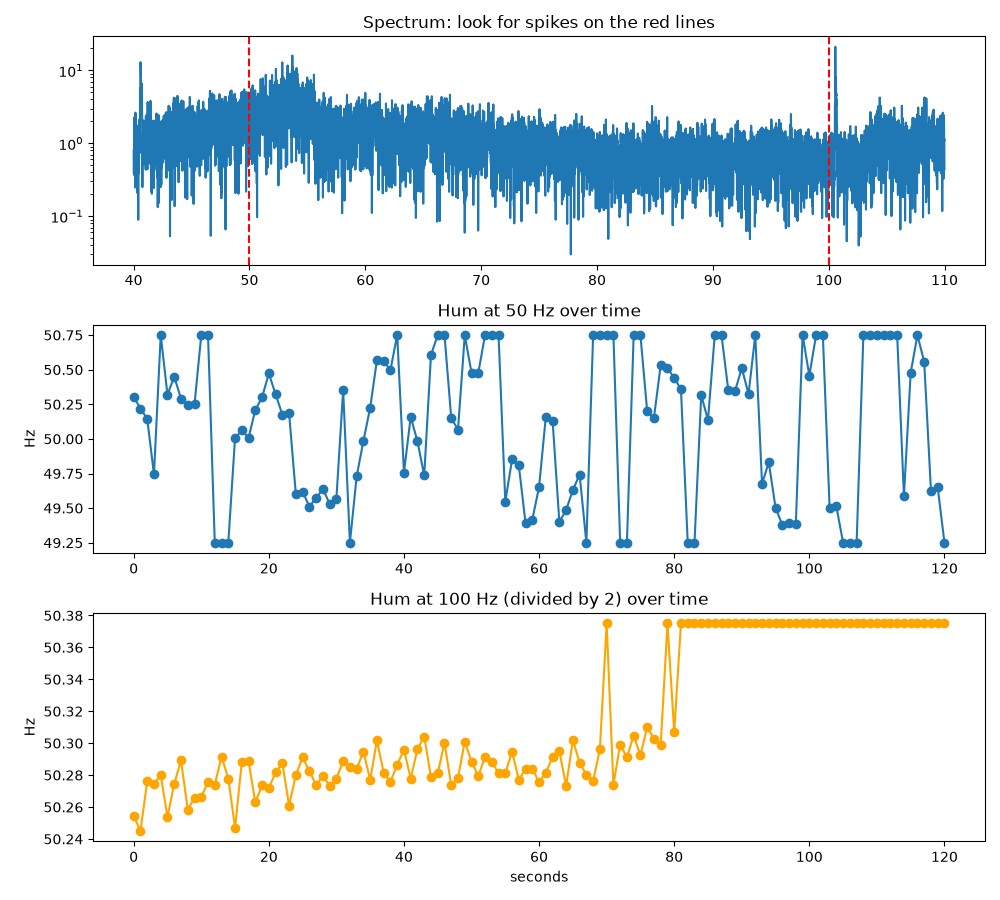 Spectrum: look for spikes on the red lines
10¹
10⁰
10⁻¹
40 50 60 70 80 90 100 110
Hum at 50 Hz over time
Hz
50.75
50.50
50.25
50.00
49.75
49.50
49.25
0 20 40 60 80 100 120
Hum at 100 Hz (divided by 2) over time
Hz
50.38
50.36
50.34
50.32
50.30
50.28
50.26
50.24
0 20 40 60 80 100 120
seconds